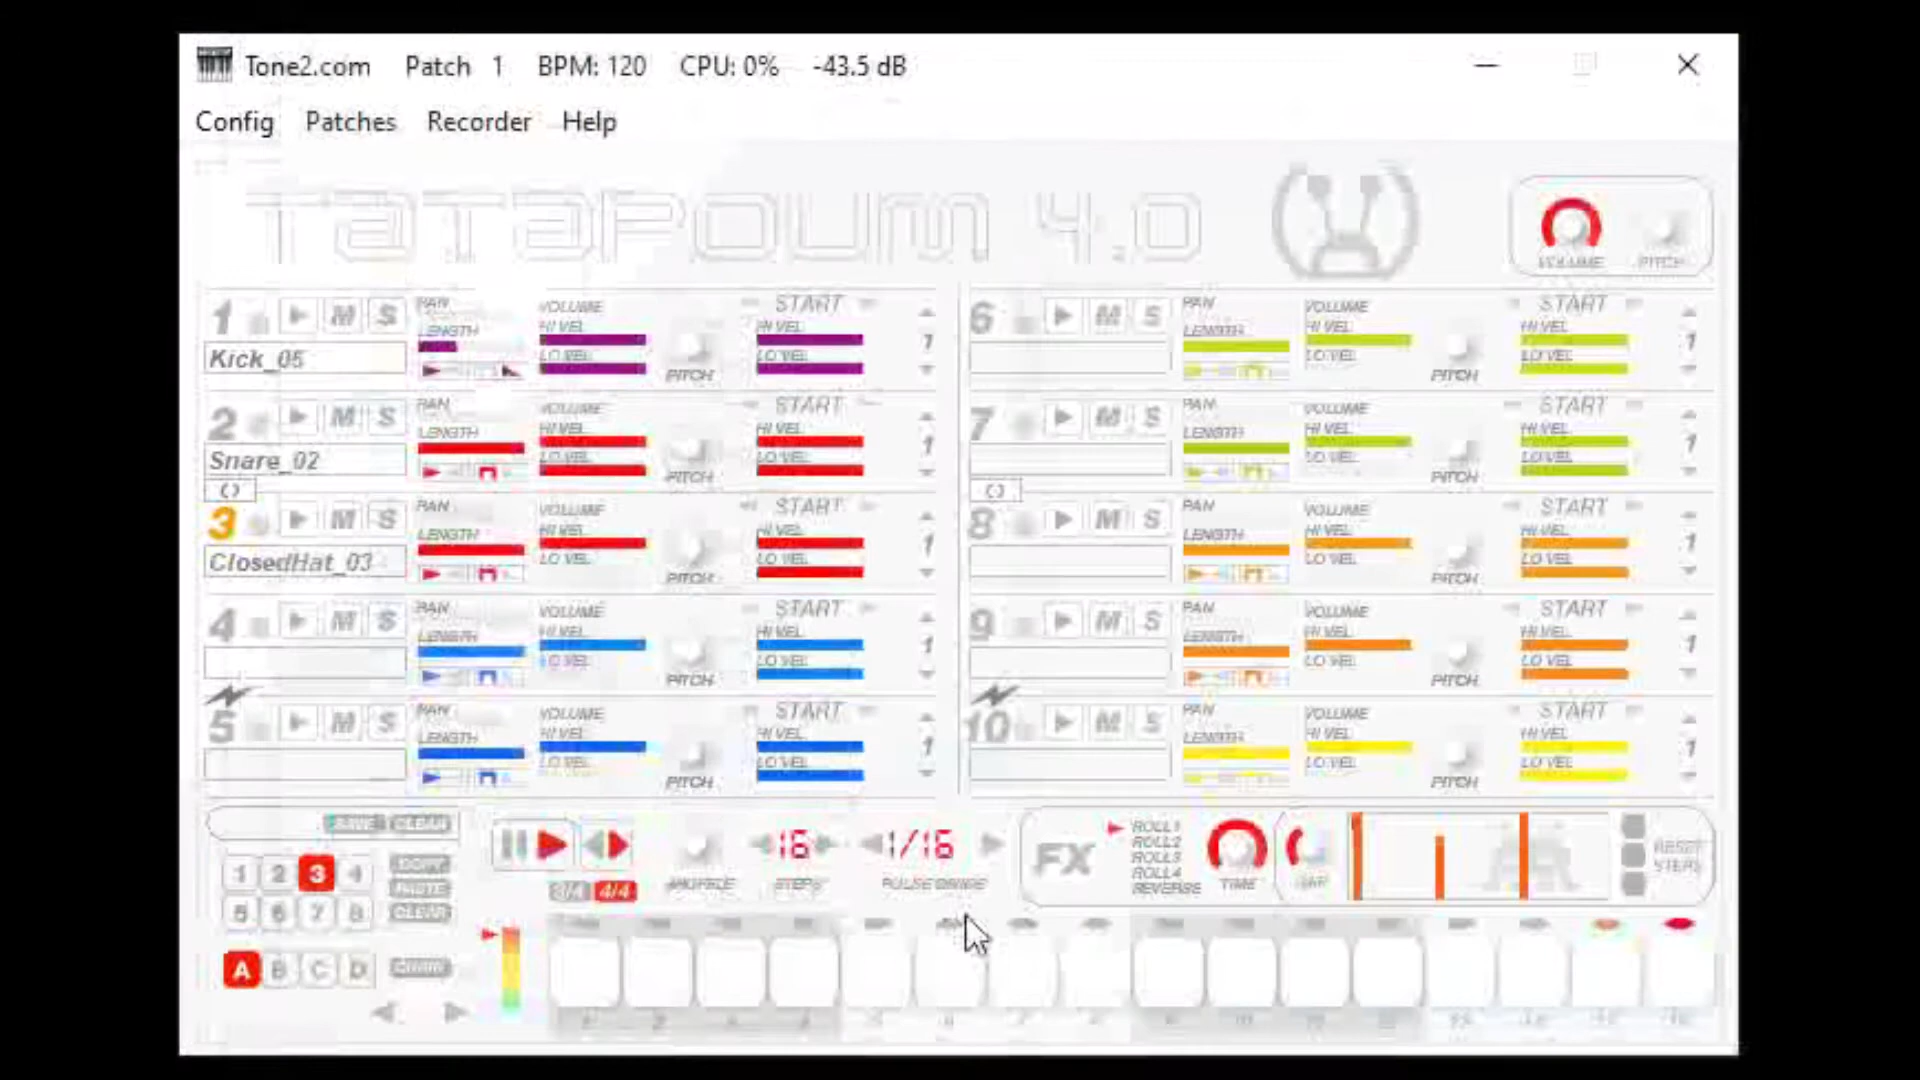 Tone2.com Patch 1 BPM: 120 CPU: 0% -43.5 dB
Config Patches Recorder Help
TATAPOUM 4.0
VOLUME PITCH
1 M S PAN VOLUME START
LENGTH HI VEL HI VEL 1
Kick_05 LO VEL PITCH LO VEL
2 M S PAN VOLUME START
LENGTH HI VEL HI VEL 1
Snare_02 LO VEL PITCH LO VEL
3 M S PAN VOLUME START
LENGTH HI VEL HI VEL 1
ClosedHat_03 LO VEL PITCH LO VEL
4 M S PAN VOLUME START
LENGTH HI VEL HI VEL 1
LO VEL PITCH LO VEL
5 M S PAN VOLUME START
LENGTH HI VEL HI VEL 1
LO VEL PITCH LO VEL
6 M S PAN VOLUME START
LENGTH HI VEL HI VEL 1
LO VEL PITCH LO VEL
7 M S PAN VOLUME START
LENGTH HI VEL HI VEL 1
LO VEL PITCH LO VEL
8 M S PAN VOLUME START
LENGTH HI VEL HI VEL 1
LO VEL PITCH LO VEL
9 M S PAN VOLUME START
LENGTH HI VEL HI VEL 1
LO VEL PITCH LO VEL
10 M S PAN VOLUME START
LENGTH HI VEL HI VEL 1
LO VEL PITCH LO VEL
SAVE CLEAR
1 2 3 4 COPY
PASTE
5 6 7 8 CLEAR
A B C D
16 1/16
3/4 4/4 SHUFFLE STEPS PULSE DIVIDE
FX
ROLL1
ROLL2
ROLL3
ROLL4
REVERSE
TIME
RESET
STEPS